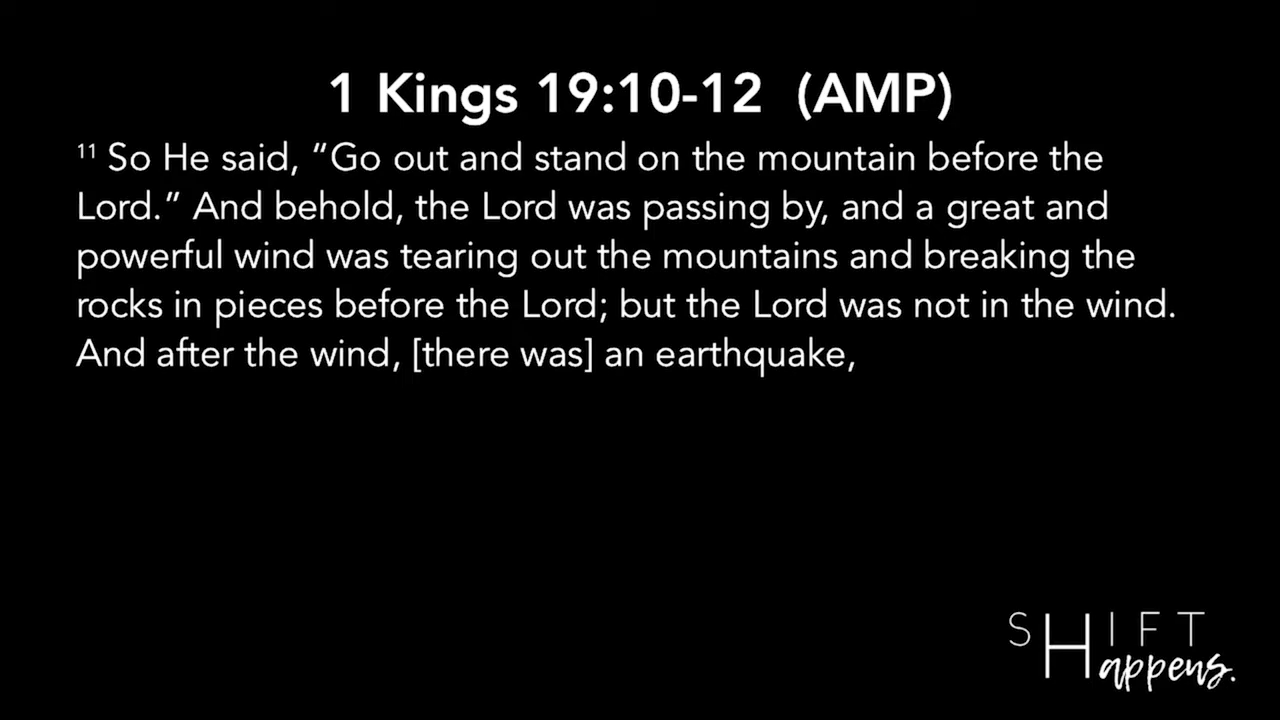 1 Kings 19:10-12 (AMP)
¹¹ So He said, “Go out and stand on the mountain before the
Lord.” And behold, the Lord was passing by, and a great and
powerful wind was tearing out the mountains and breaking the
rocks in pieces before the Lord; but the Lord was not in the wind.
And after the wind, [there was] an earthquake,
SHIFT
Happens.